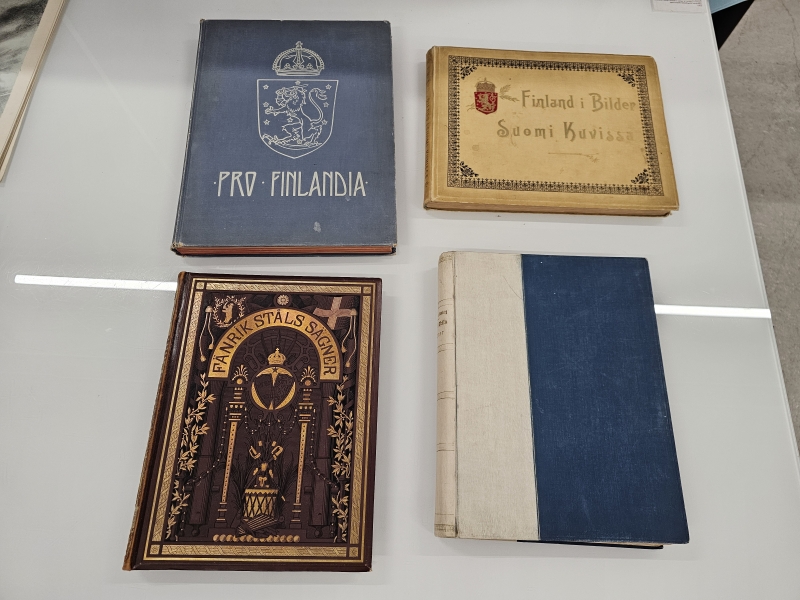 ·PRO·FINLANDIA·
Finland i Bilder
Suomi Kuvissa
FÄNRIK STÅLS SÄGNER